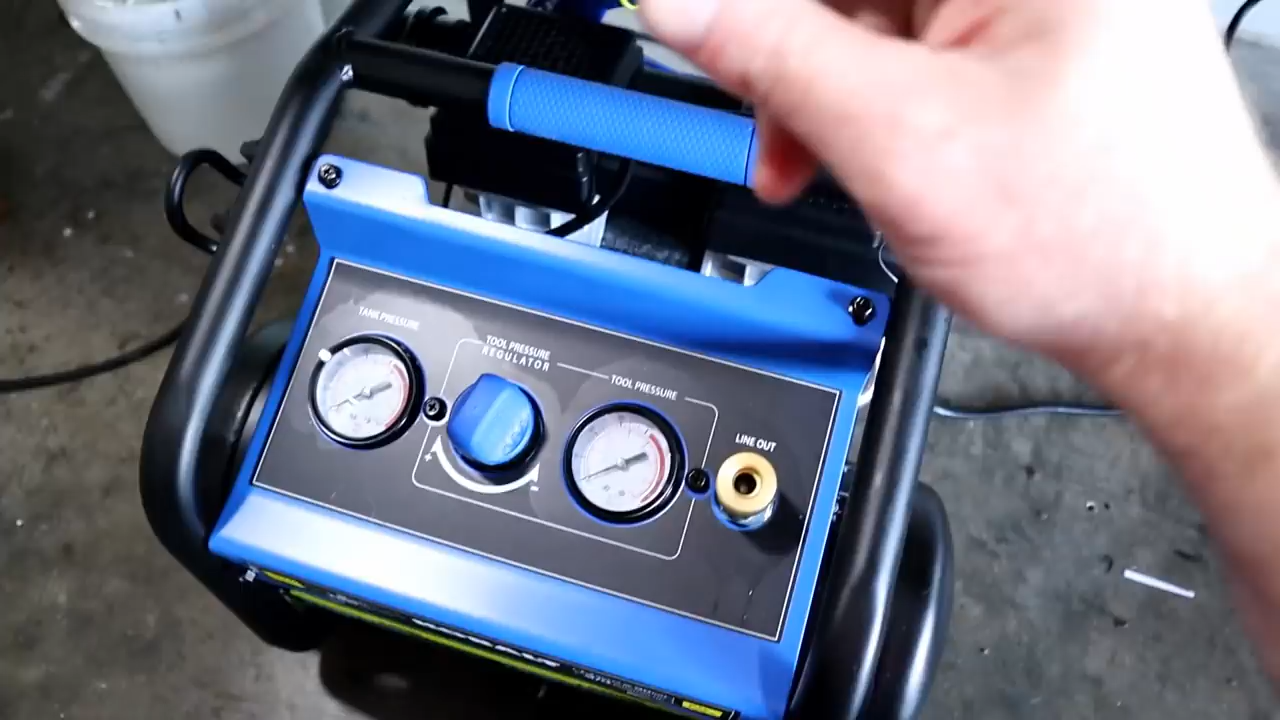 TANK PRESSURE
TOOL PRESSURE
REGULATOR
TOOL PRESSURE
LINE OUT
+
-